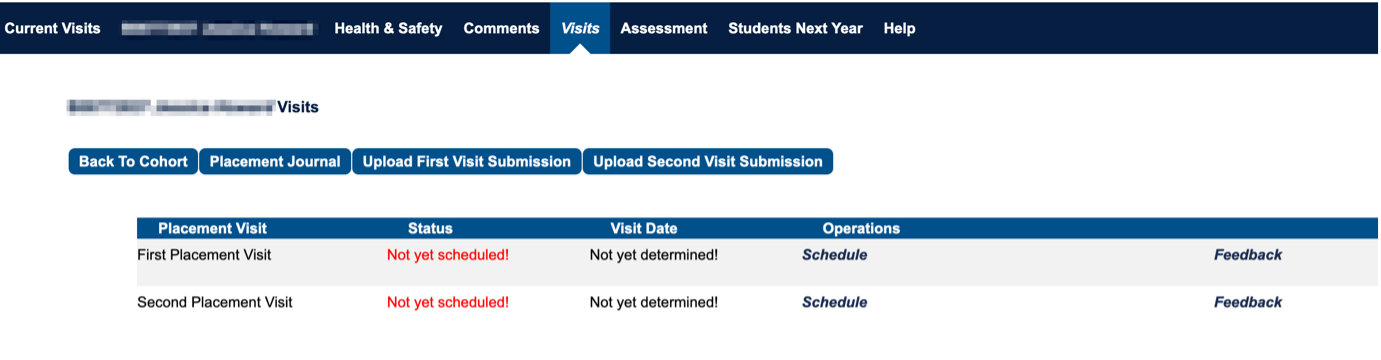 Current Visits Health & Safety Comments Visits Assessment Students Next Year Help
Visits
Back To Cohort Placement Journal Upload First Visit Submission Upload Second Visit Submission
Placement Visit Status Visit Date Operations
First Placement Visit Not yet scheduled! Not yet determined! Schedule Feedback
Second Placement Visit Not yet scheduled! Not yet determined! Schedule Feedback